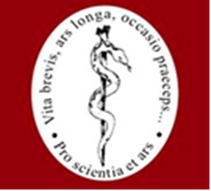 Vita brevis, ars longa, occasio praeceps...
• Pro scientia et ars •